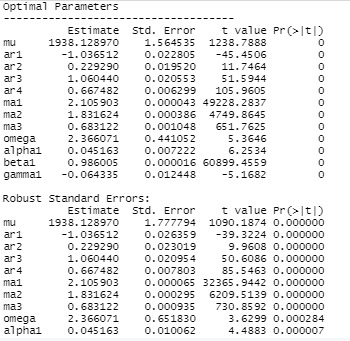 Optimal Parameters
------------------------------------
Estimate Std. Error t value Pr(>|t|)
mu 1938.128970 1.564535 1238.7888 0
ar1 -1.036512 0.022805 -45.4506 0
ar2 0.229290 0.019520 11.7464 0
ar3 1.060440 0.020553 51.5944 0
ar4 0.667482 0.006299 105.9605 0
ma1 2.105903 0.000043 49228.2837 0
ma2 1.831624 0.000386 4749.8645 0
ma3 0.683122 0.001048 651.7625 0
omega 2.366071 0.441052 5.3646 0
alpha1 0.045163 0.007222 6.2534 0
beta1 0.986005 0.000016 60899.4559 0
gamma1 -0.064335 0.012448 -5.1682 0
Robust Standard Errors:
Estimate Std. Error t value Pr(>|t|)
mu 1938.128970 1.777794 1090.1874 0.000000
ar1 -1.036512 0.026359 -39.3224 0.000000
ar2 0.229290 0.023019 9.9608 0.000000
ar3 1.060440 0.020954 50.6086 0.000000
ar4 0.667482 0.007803 85.5463 0.000000
ma1 2.105903 0.000065 32365.9442 0.000000
ma2 1.831624 0.000295 6209.5139 0.000000
ma3 0.683122 0.000935 730.8592 0.000000
omega 2.366071 0.651830 3.6299 0.000284
alpha1 0.045163 0.010062 4.4883 0.000007